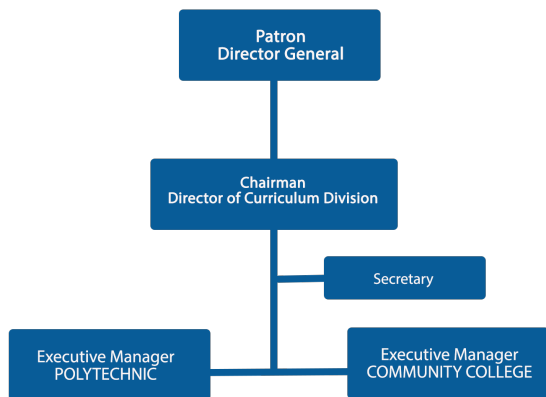 Patron
Director General
Chairman
Director of Curriculum Division
Secretary
Executive Manager
POLYTECHNIC
Executive Manager
COMMUNITY COLLEGE